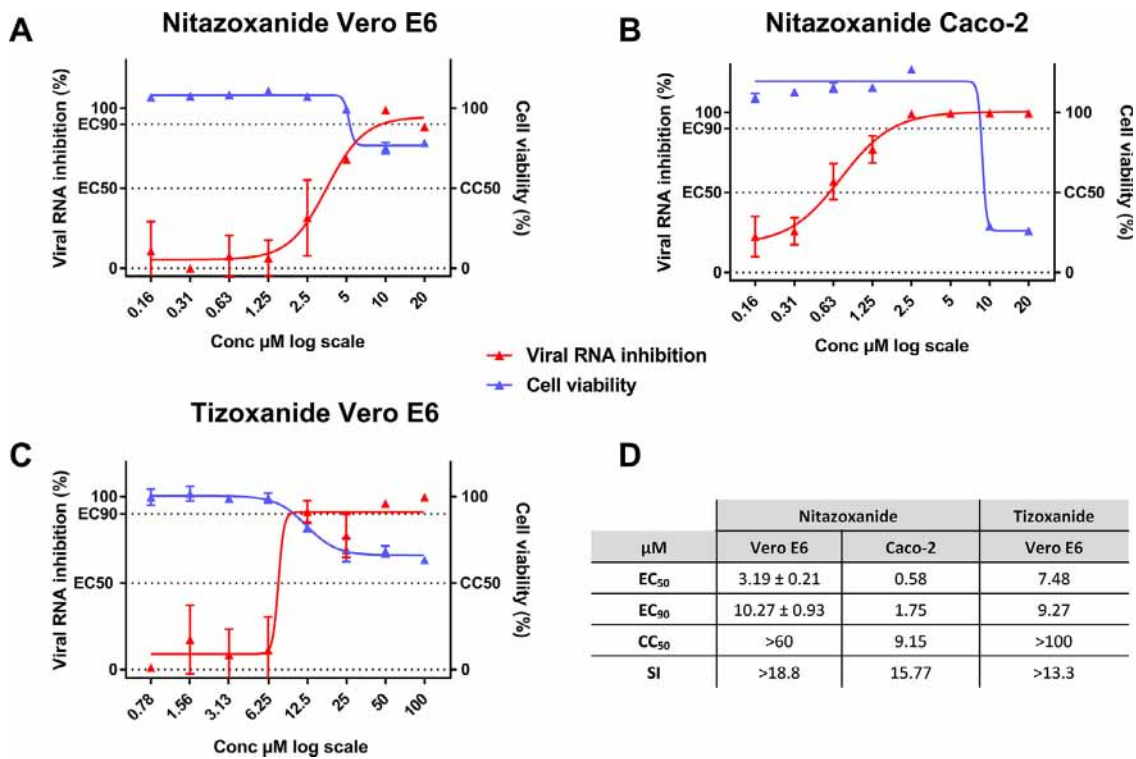 A
Nitazoxanide Vero E6
Viral RNA inhibition (%)
100
EC90
EC50
0
100
CC50
0
Cell viability (%)
0.16 0.31 0.63 1.25 2.5 5 10 20
Conc µM log scale
B
Nitazoxanide Caco-2
Viral RNA inhibition (%)
100
EC90
EC50
0
100
CC50
0
Cell viability (%)
0.16 0.31 0.63 1.25 2.5 5 10 20
Conc µM log scale
Viral RNA inhibition
Cell viability
C
Tizoxanide Vero E6
Viral RNA inhibition (%)
100
EC90
EC50
0
100
CC50
0
Cell viability (%)
0.78 1.56 3.13 6.25 12.5 25 50 100
Conc µM log scale
D
Nitazoxanide Tizoxanide
µM Vero E6 Caco-2 Vero E6
EC₅₀ 3.19 ± 0.21 0.58 7.48
EC₉₀ 10.27 ± 0.93 1.75 9.27
CC₅₀ >60 9.15 >100
SI >18.8 15.77 >13.3